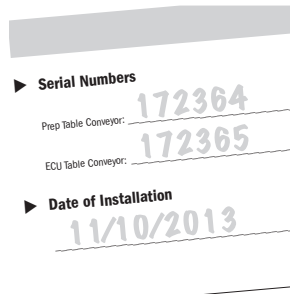 Serial Numbers
Prep Table Conveyor: 172364
ECU Table Conveyor: 172365
Date of Installation
11/10/2013